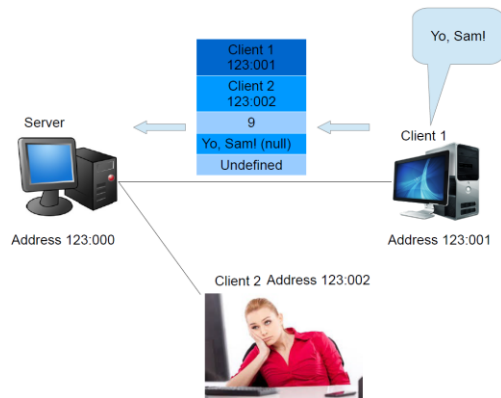 Yo, Sam!
Client 1
123:001
Client 2
123:002
9
Yo, Sam! (null)
Undefined
Server
Client 1
Address 123:000
Address 123:001
Client 2 Address 123:002